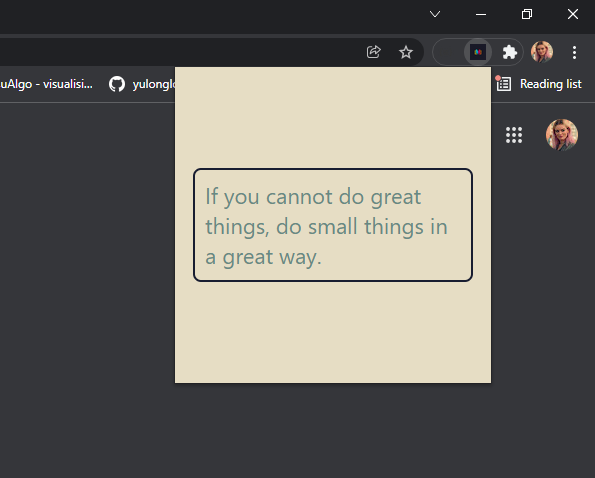 uAlgo - visualisi...
yulongl
Reading list
If you cannot do great
things, do small things in
a great way.